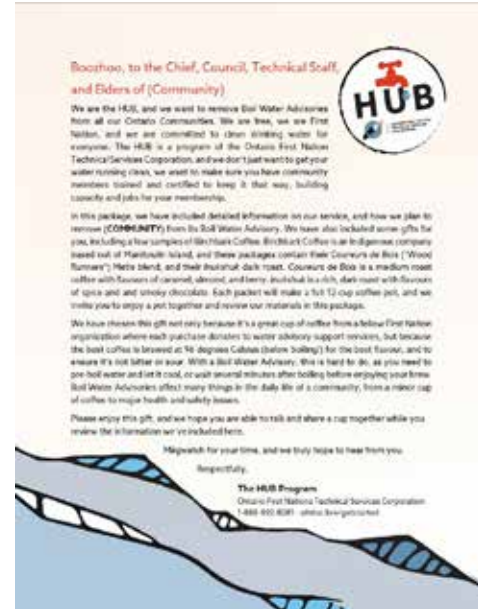 Boozhoo, to the Chief, Council, Technical Staff,
and Elders of (Community)
HUB
We are the HUB, and we want to remove Boil Water Advisories
from all our Ontario Communities. We are free, we are First
Nation, and we are committed to clean drinking water for
everyone. The HUB is a program of the Ontario First Nation
Technical Services Corporation, and we don't just want to get your
water running clean, we want to make sure you have community
members trained and certified to keep it that way, building
capacity and jobs for your membership.
In this package, we have included detailed information on our service, and how we plan to
remove (COMMUNITY) from its Boil Water Advisory. We have also included some gifts for
you, including a few samples of Birchbark Coffee. Birchbark Coffee is an Indigenous company
based out of Manitoulin Island, and these packages contain their Coureurs de Bois ("Wood
Runners") Metis blend, and their Inukshuk dark roast. Coureurs de Bois is a medium roast
coffee with flavours of caramel, almond, and berry. Inukshuk is a rich, dark roast with flavours
of spice and and smoky chocolate. Each packet will make a full 12 cup coffee pot, and we
invite you to enjoy a pot together and review our materials in this package.
We have chosen this gift not only because it's a great cup of coffee from a fellow First Nation
organization where each purchase donates to water advisory support services, but because
the best coffee is brewed at 96 degrees Celsius (below boiling) for the best flavour, and to
ensure it's not bitter or sour. With a Boil Water Advisory, this is hard to do, as you need to
pre-boil water and let it cool, or wait several minutes after boiling before enjoying your brew.
Boil Water Advisories affect many things in the daily life of a community, from a minor cup
of coffee to major health and safety issues.
Please enjoy this gift, and we hope you are able to talk and share a cup together while you
review the information we've included here.
Miigwetch for your time, and we truly hope to hear from you.
Respectfully,
The HUB Program
Ontario First Nations Technical Services Corporation